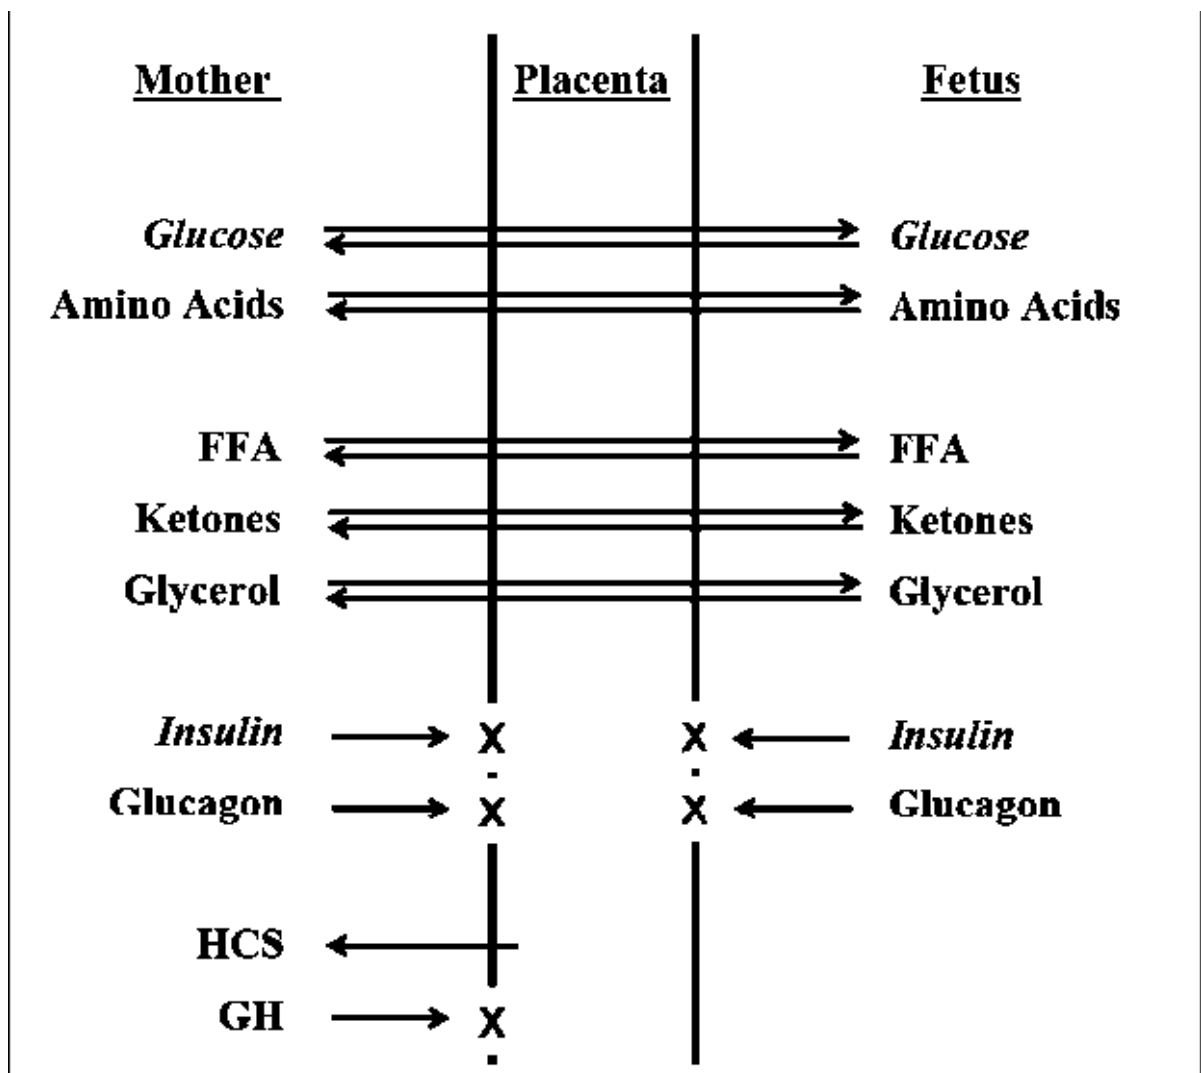 Mother Placenta Fetus
Glucose Glucose
Amino Acids Amino Acids
FFA FFA
Ketones Ketones
Glycerol Glycerol
Insulin X X Insulin
Glucagon X X Glucagon
HCS
GH X